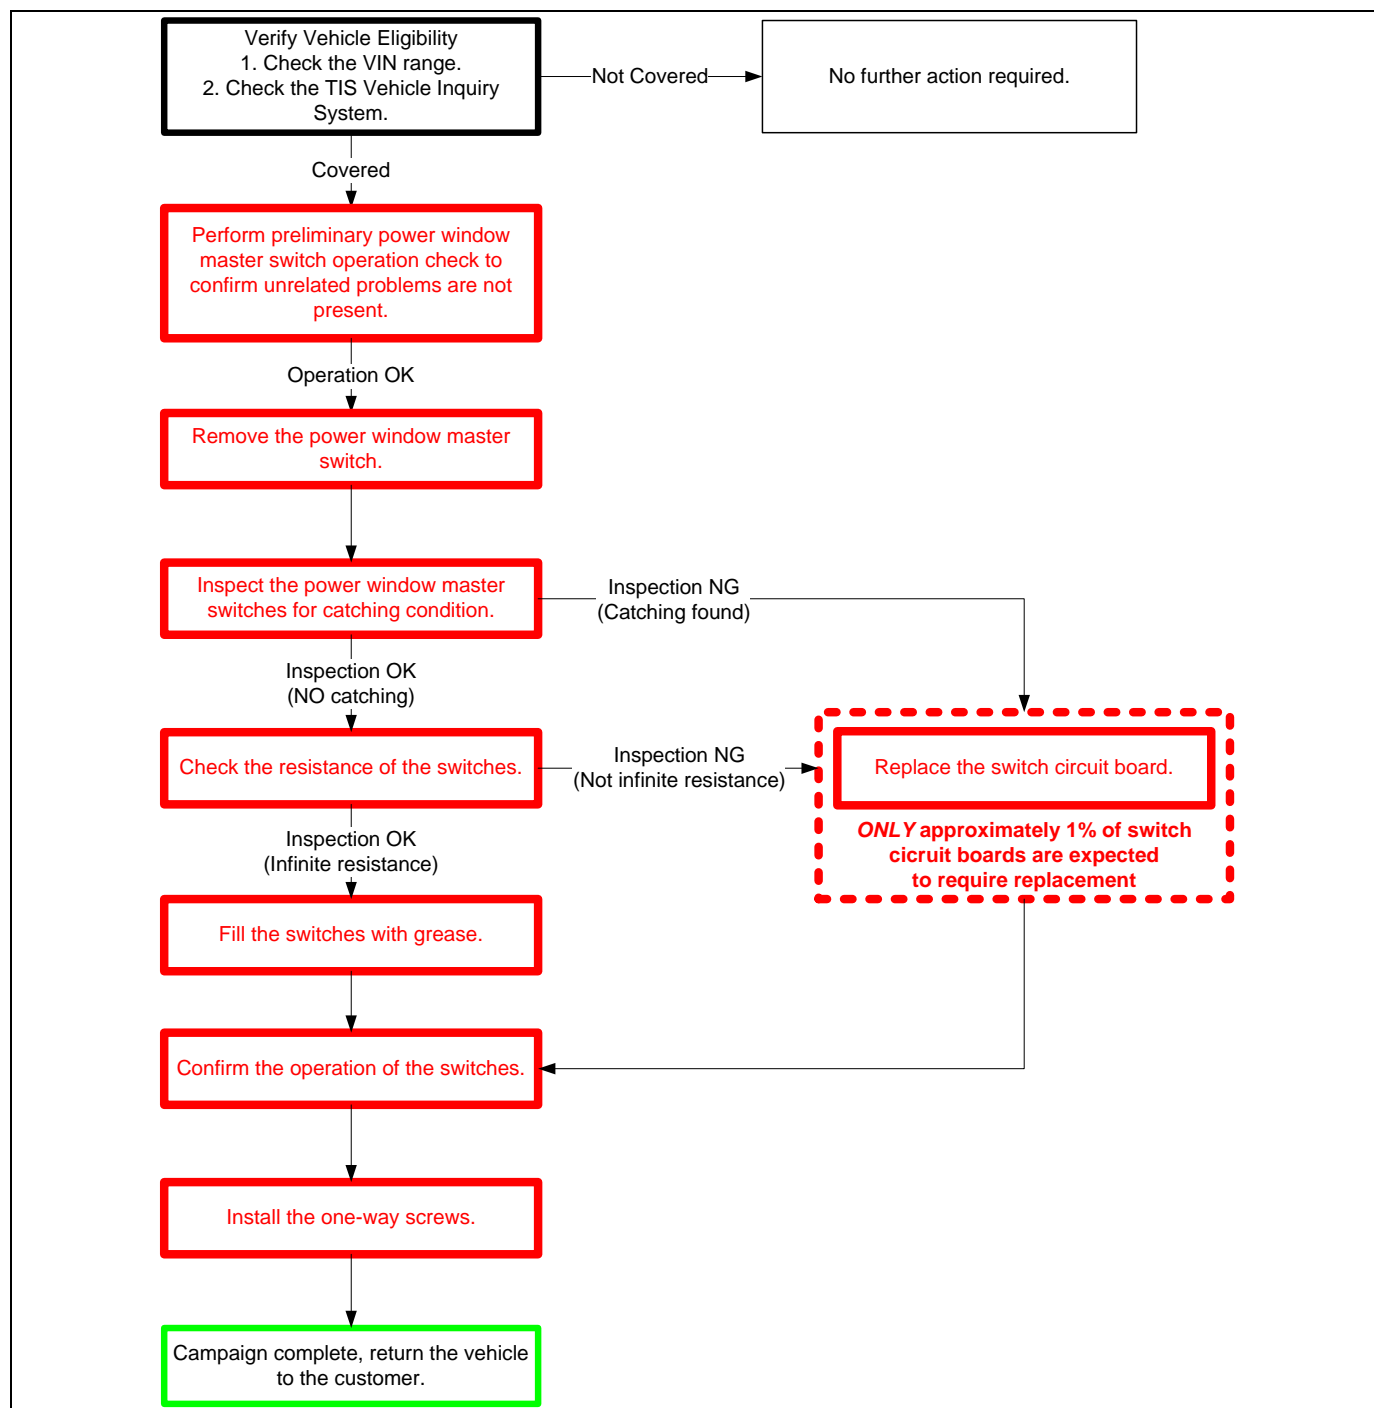 Verify Vehicle Eligibility
1. Check the VIN range.
2. Check the TIS Vehicle Inquiry
System.
Not Covered
No further action required.
Covered
Perform preliminary power window
master switch operation check to
confirm unrelated problems are not
present.
Operation OK
Remove the power window master
switch.
Inspect the power window master
switches for catching condition.
Inspection NG
(Catching found)
Inspection OK
(NO catching)
Check the resistance of the switches.
Inspection NG
(Not infinite resistance)
Replace the switch circuit board.
ONLY approximately 1% of switch
cicruit boards are expected
to require replacement
Inspection OK
(Infinite resistance)
Fill the switches with grease.
Confirm the operation of the switches.
Install the one-way screws.
Campaign complete, return the vehicle
to the customer.